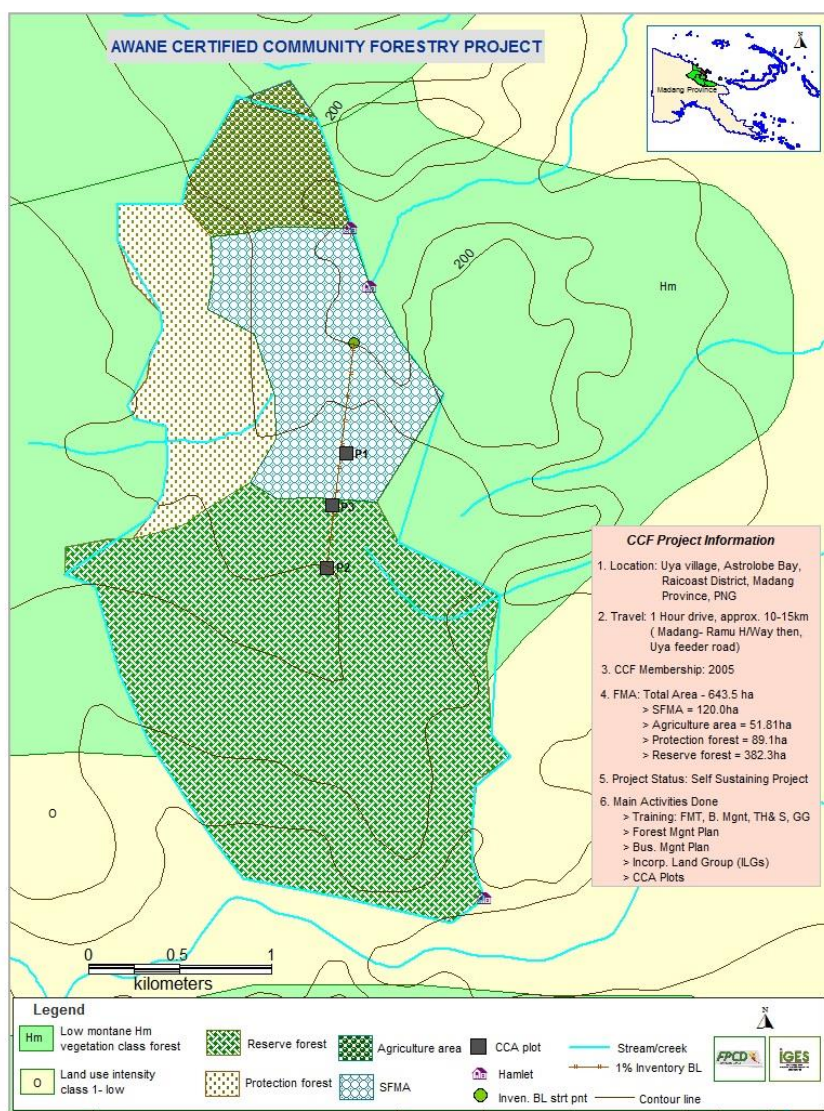 AWANE CERTIFIED COMMUNITY FORESTRY PROJECT
N
Madang Province
200
200
Hm
P1
P3
P2
O
CCF Project Information
1. Location: Uya village, Astrolobe Bay,
Raicoast District, Madang
Province, PNG
2. Travel: 1 Hour drive, approx. 10-15km
( Madang- Ramu H/Way then,
Uya feeder road)
3. CCF Membership: 2005
4. FMA: Total Area - 643.5 ha
> SFMA = 120.0ha
> Agriculture area = 51.81ha
> Protection forest = 89.1ha
> Reserve forest = 382.3ha
5. Project Status: Self Sustaining Project
6. Main Activities Done
> Training: FMT, B. Mgnt, TH& S, GG
> Forest Mgnt Plan
> Bus. Mgnt Plan
> Incorp. Land Group (ILGs)
> CCA Plots
0 0.5 1
kilometers
Legend
Hm Low montane Hm
vegetation class forest
O Land use intensity
class 1- low
Reserve forest
Protection forest
Agriculture area
SFMA
CCA plot
Hamlet
Inven. BL strt pnt
Stream/creek
1% Inventory BL
Contour line
N
FPCD
iGES